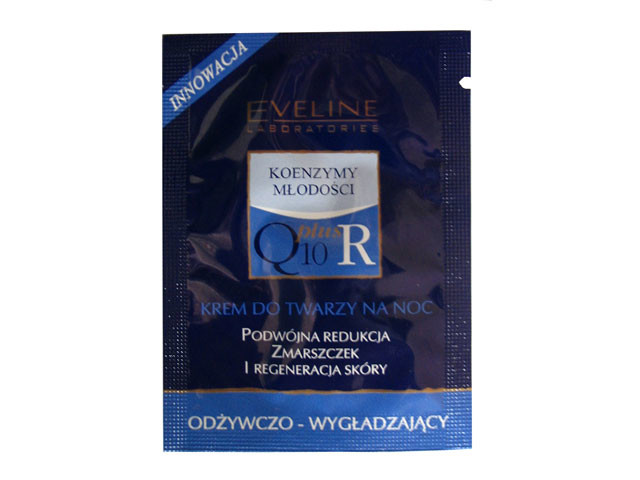 INNOWACJA
EVELINE
LABORATORIES
KOENZYMY
MŁODOŚCI
Q10 plus R
KREM DO TWARZY NA NOC
PODWÓJNA REDUKCJA
ZMARSZCZEK
I REGENERACJA SKÓRY
ODŻYWCZO - WYGŁADZAJĄCY